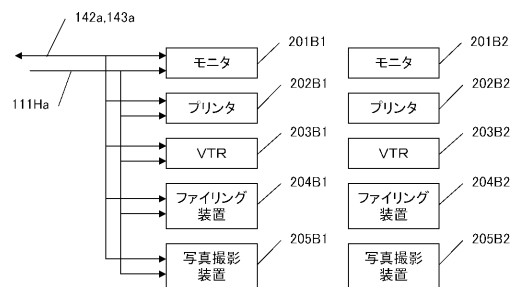 142a,143a
111Ha
モニタ
201B1
モニタ
201B2
プリンタ
202B1
プリンタ
202B2
VTR
203B1
VTR
203B2
ファイリング
装置
204B1
ファイリング
装置
204B2
写真撮影
装置
205B1
写真撮影
装置
205B2